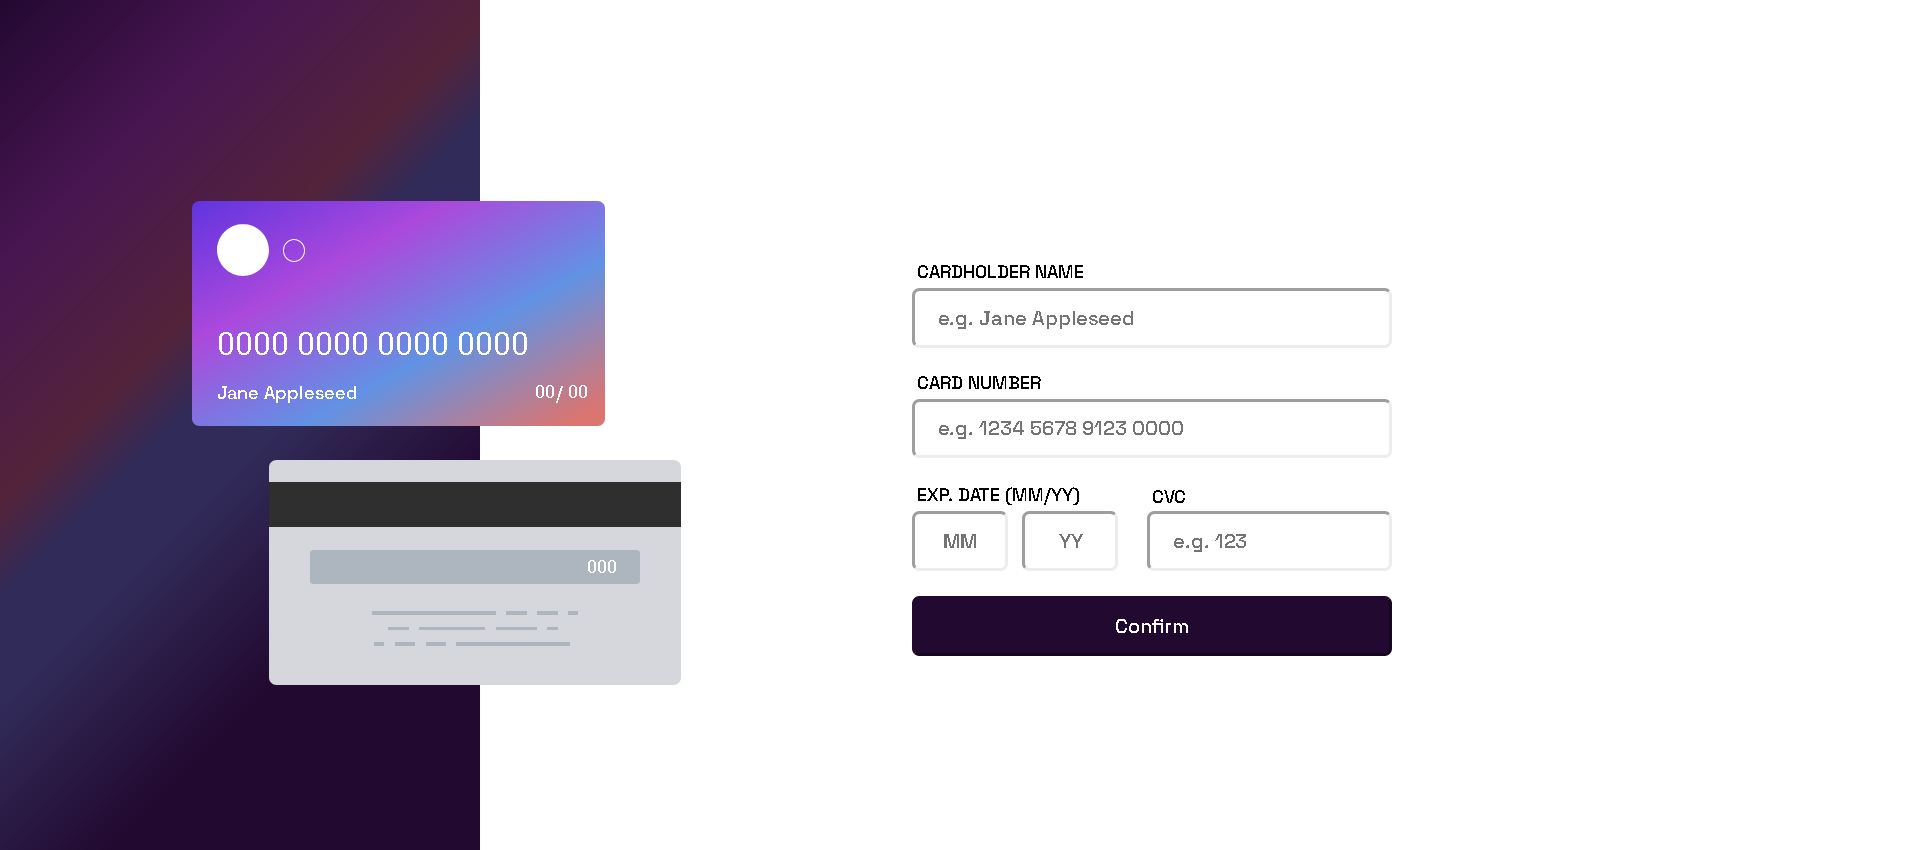 0000 0000 0000 0000
Jane Appleseed 00/ 00
000
CARDHOLDER NAME
e.g. Jane Appleseed
CARD NUMBER
e.g. 1234 5678 9123 0000
EXP. DATE (MM/YY) CVC
MM YY e.g. 123
Confirm